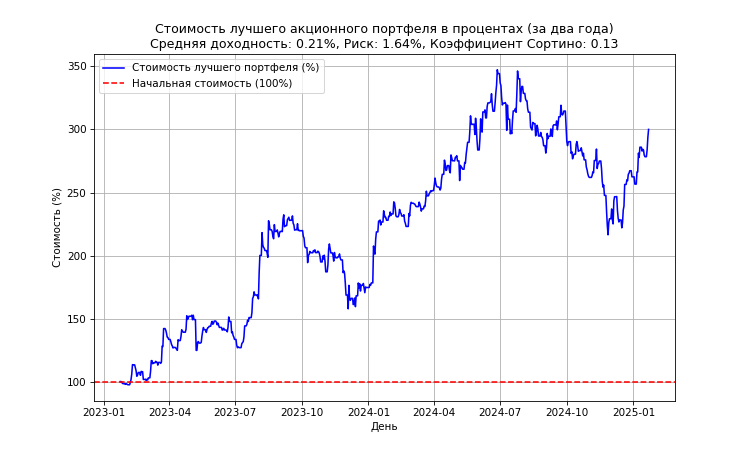 Стоимость лучшего акционного портфеля в процентах (за два года)
Средняя доходность: 0.21%, Риск: 1.64%, Коэффициент Сортино: 0.13
Стоимость лучшего портфеля (%)
Начальная стоимость (100%)
Стоимость (%)
350
300
250
200
150
100
2023-01 2023-04 2023-07 2023-10 2024-01 2024-04 2024-07 2024-10 2025-01
День